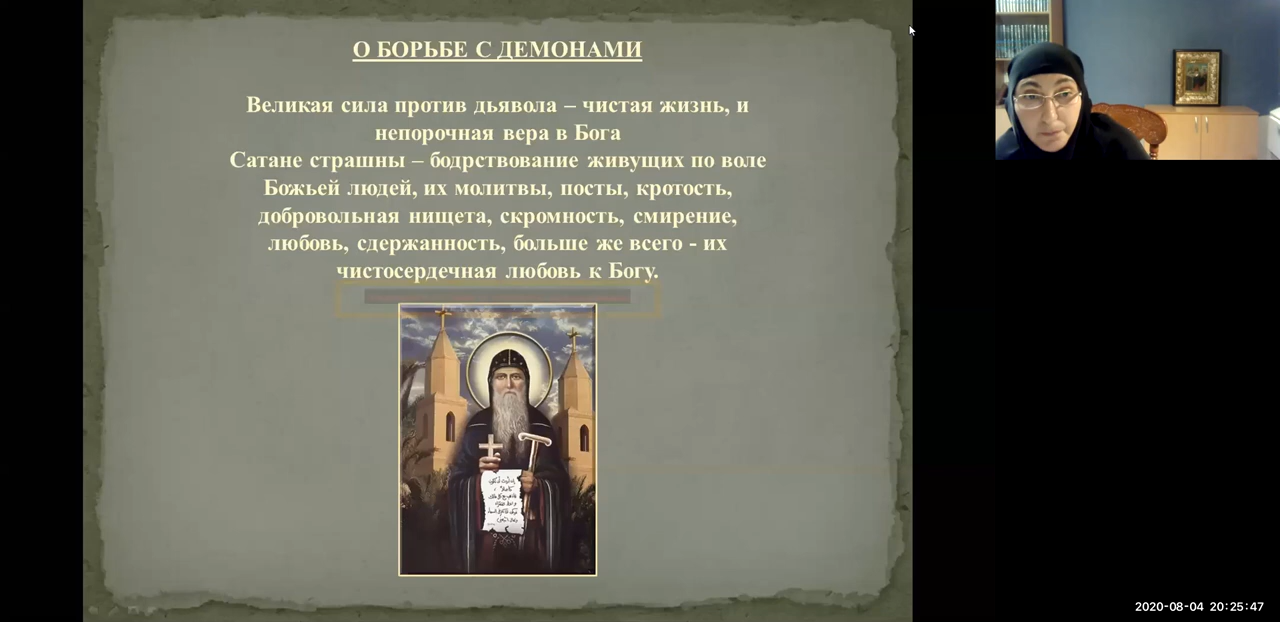 О БОРЬБЕ С ДЕМОНАМИ
Великая сила против дьявола – чистая жизнь, и
непорочная вера в Бога
Сатане страшны – бодрствование живущих по воле
Божьей людей, их молитвы, посты, кротость,
добровольная нищета, скромность, смирение,
любовь, сдержанность, больше же всего - их
чистосердечная любовь к Богу.
2020-08-04 20:25:47